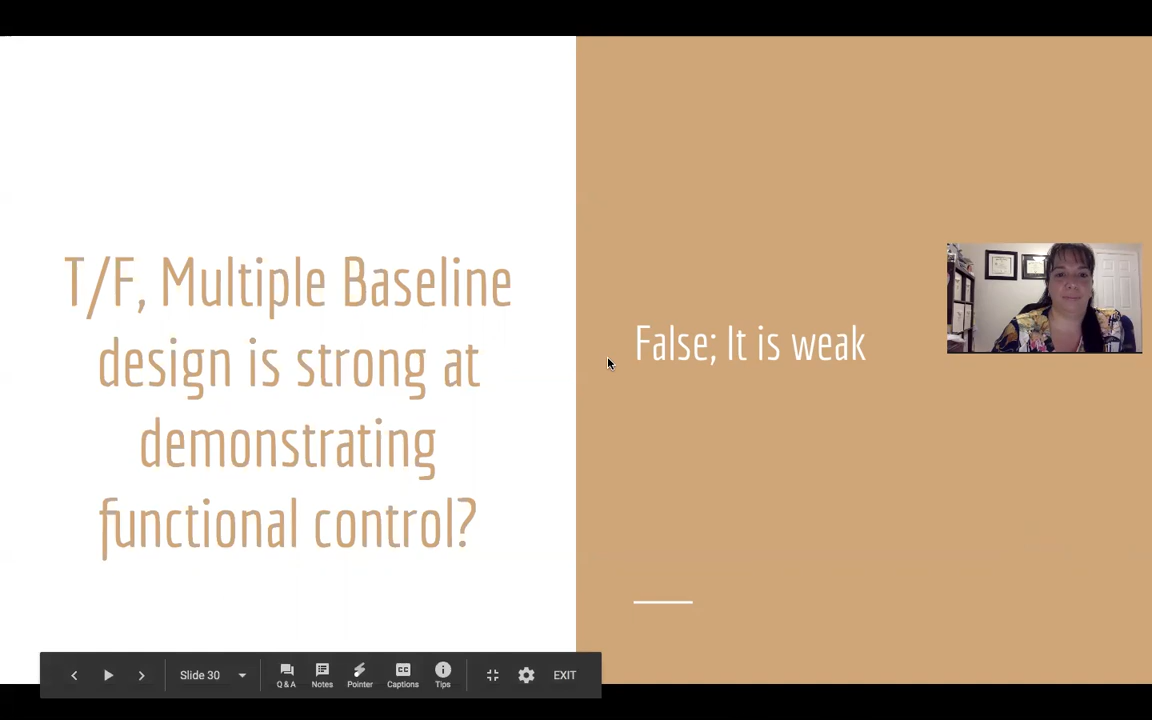 T/F, Multiple Baseline
design is strong at
demonstrating
functional control?
False; It is weak
Slide 30
Q & A
Notes
Pointer
CC
Captions
Tips
EXIT